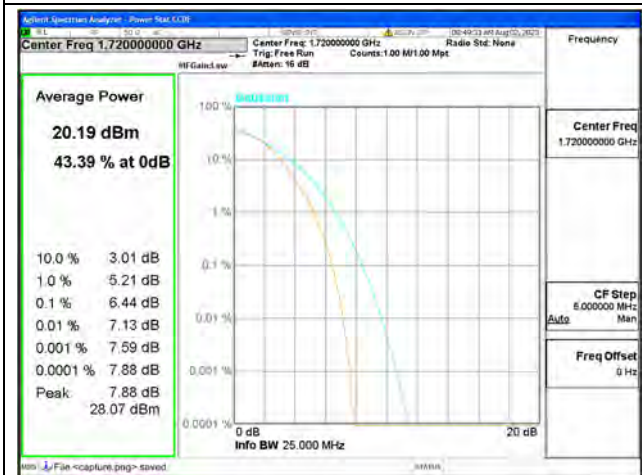 Agilent Spectrum Analyzer - Power Stat CCDF
Center Freq 1.720000000 GHz
Center Freq: 1.720000000 GHz
Radio Std: None
Trig: Free Run
Counts:1.00 M/1.00 Mpt
#IFGain:Low
#Atten: 16 dB
Frequency
Average Power
20.19 dBm
43.39 % at 0dB
10.0 % 3.01 dB
1.0 % 5.21 dB
0.1 % 6.44 dB
0.01 % 7.13 dB
0.001 % 7.59 dB
0.0001 % 7.88 dB
Peak 7.88 dB
28.07 dBm
100 %
Gaussian
10 %
1 %
0.1 %
0.01 %
0.001 %
0.0001 %
0 dB
20 dB
Info BW 25.000 MHz
Center Freq
1.720000000 GHz
CF Step
5.000000 MHz
Auto Man
Freq Offset
0 Hz
MSG File <capture.png> saved
STATUS